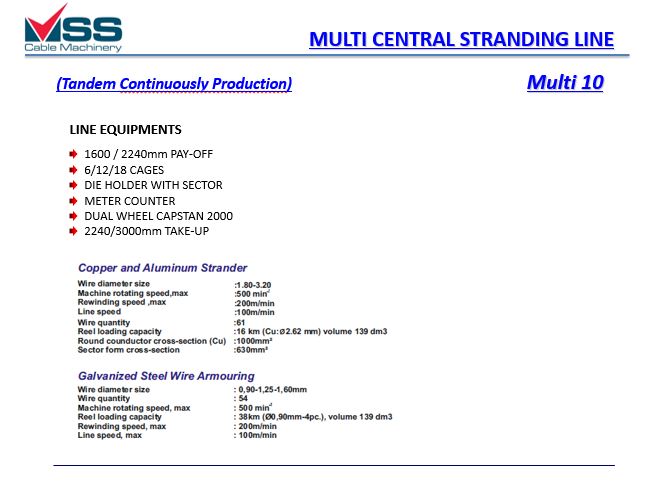 MSS
Cable Machinery
MULTI CENTRAL STRANDING LINE
(Tandem Continuously Production)
Multi 10
LINE EQUIPMENTS
1600 / 2240mm PAY-OFF
6/12/18 CAGES
DIE HOLDER WITH SECTOR
METER COUNTER
DUAL WHEEL CAPSTAN 2000
2240/3000mm TAKE-UP
Copper and Aluminum Strander
Wire diameter size :1.80-3.20
Machine rotating speed,max :500 min⁻¹
Rewinding speed ,max :200m/min
Line speed :100m/min
Wire quantity :61
Reel loading capacity :16 km (Cu:Ø2.62 mm) volume 139 dm3
Round counductor cross-section (Cu) :1000mm²
Sector form cross-section :630mm²
Galvanized Steel Wire Armouring
Wire diameter size : 0,90-1,25-1,60mm
Wire quantity : 54
Machine rotating speed, max : 500 min⁻¹
Reel loading capacity : 38km (Ø0,90mm-4pc.), volume 139 dm3
Rewinding speed, max : 200m/min
Line speed, max : 100m/min